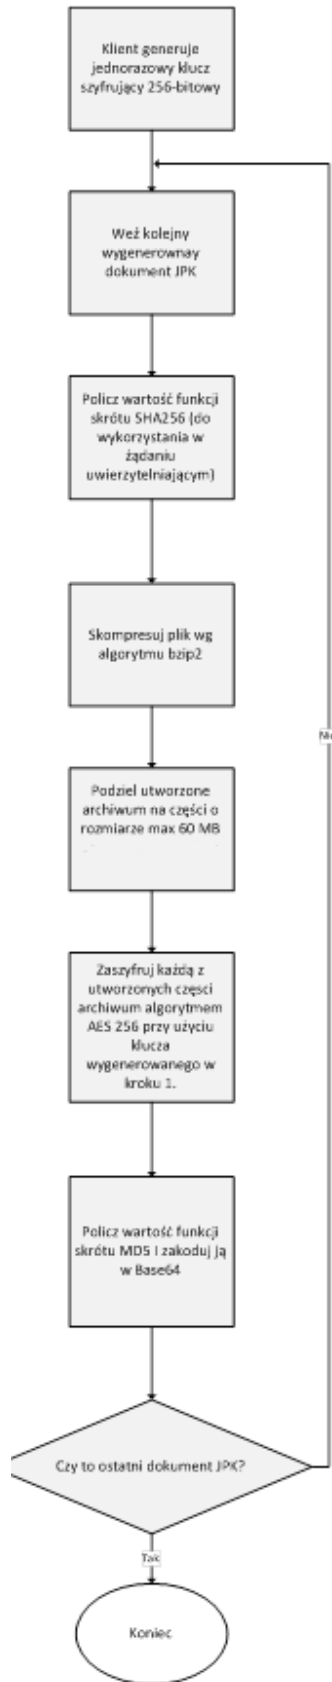 Klient generuje
jednorazowy klucz
szyfrujący 256-bitowy
Weź kolejny
wygenerownay
dokument JPK
Policz wartość funkcji
skrótu SHA256 (do
wykorzystania w
żądaniu
uwierzytelniającym)
Skompresuj plik wg
algorytmu bzip2
Nie
Podziel utworzone
archiwum na części o
rozmiarze max 60 MB
Zaszyfruj każdą z
utworzonych części
archiwum algorytmem
AES 256 przy użyciu
klucza
wygenerowanego w
kroku 1.
Policz wartość funkcji
skrótu MD5 I zakoduj ją
w Base64
Czy to ostatni dokument JPK?
Tak
Koniec